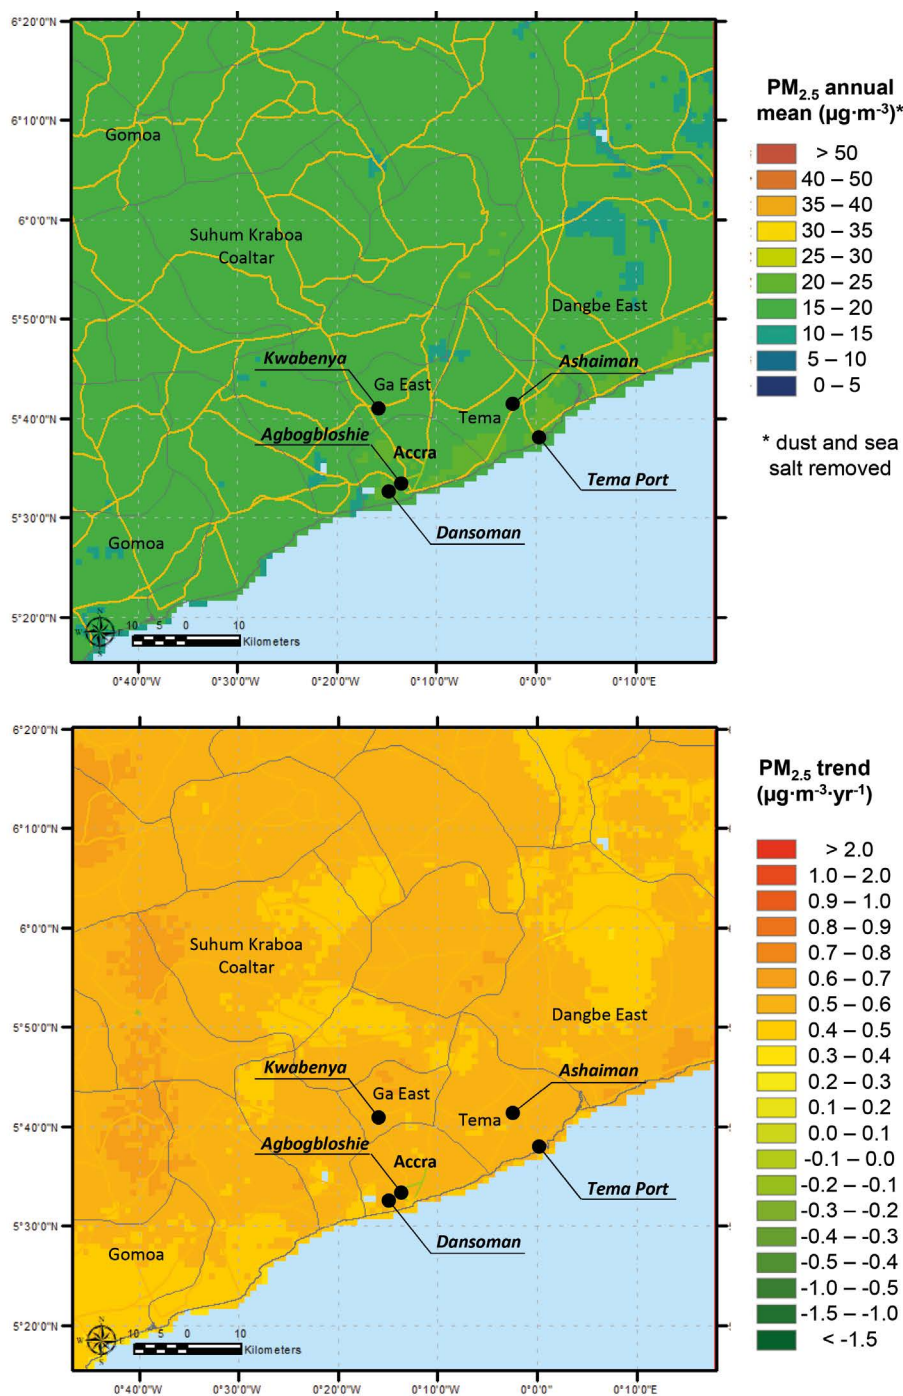 6°20'0"N
6°10'0"N
6°0'0"N
5°50'0"N
5°40'0"N
5°30'0"N
5°20'0"N
Gomoa
Suhum Kraboa
Coaltar
Dangbe East
Kwabenya
Ga East
Ashaiman
Tema
Agbogbloshie
Accra
Tema Port
Dansoman
Gomoa
N
W
E
10 5 0 10
Kilometers
0°40'0"W 0°30'0"W 0°20'0"W 0°10'0"W 0°0'0" 0°10'0"E
PM2.5 annual
mean (µg·m-3)*
> 50
40 – 50
35 – 40
30 – 35
25 – 30
20 – 25
15 – 20
10 – 15
5 – 10
0 – 5
* dust and sea
salt removed
6°20'0"N
6°10'0"N
6°0'0"N
5°50'0"N
5°40'0"N
5°30'0"N
5°20'0"N
Suhum Kraboa
Coaltar
Dangbe East
Kwabenya
Ga East
Ashaiman
Tema
Agbogbloshie
Accra
Tema Port
Dansoman
Gomoa
N
W
E
10 5 0 10
Kilometers
0°40'0"W 0°30'0"W 0°20'0"W 0°10'0"W 0°0'0" 0°10'0"E
PM2.5 trend
(µg·m-3·yr-1)
> 2.0
1.0 – 2.0
0.9 – 1.0
0.8 – 0.9
0.7 – 0.8
0.6 – 0.7
0.5 – 0.6
0.4 – 0.5
0.3 – 0.4
0.2 – 0.3
0.1 – 0.2
0.0 – 0.1
-0.1 – 0.0
-0.2 – -0.1
-0.3 – -0.2
-0.4 – -0.3
-0.5 – -0.4
-1.0 – -0.5
-1.5 – -1.0
< -1.5